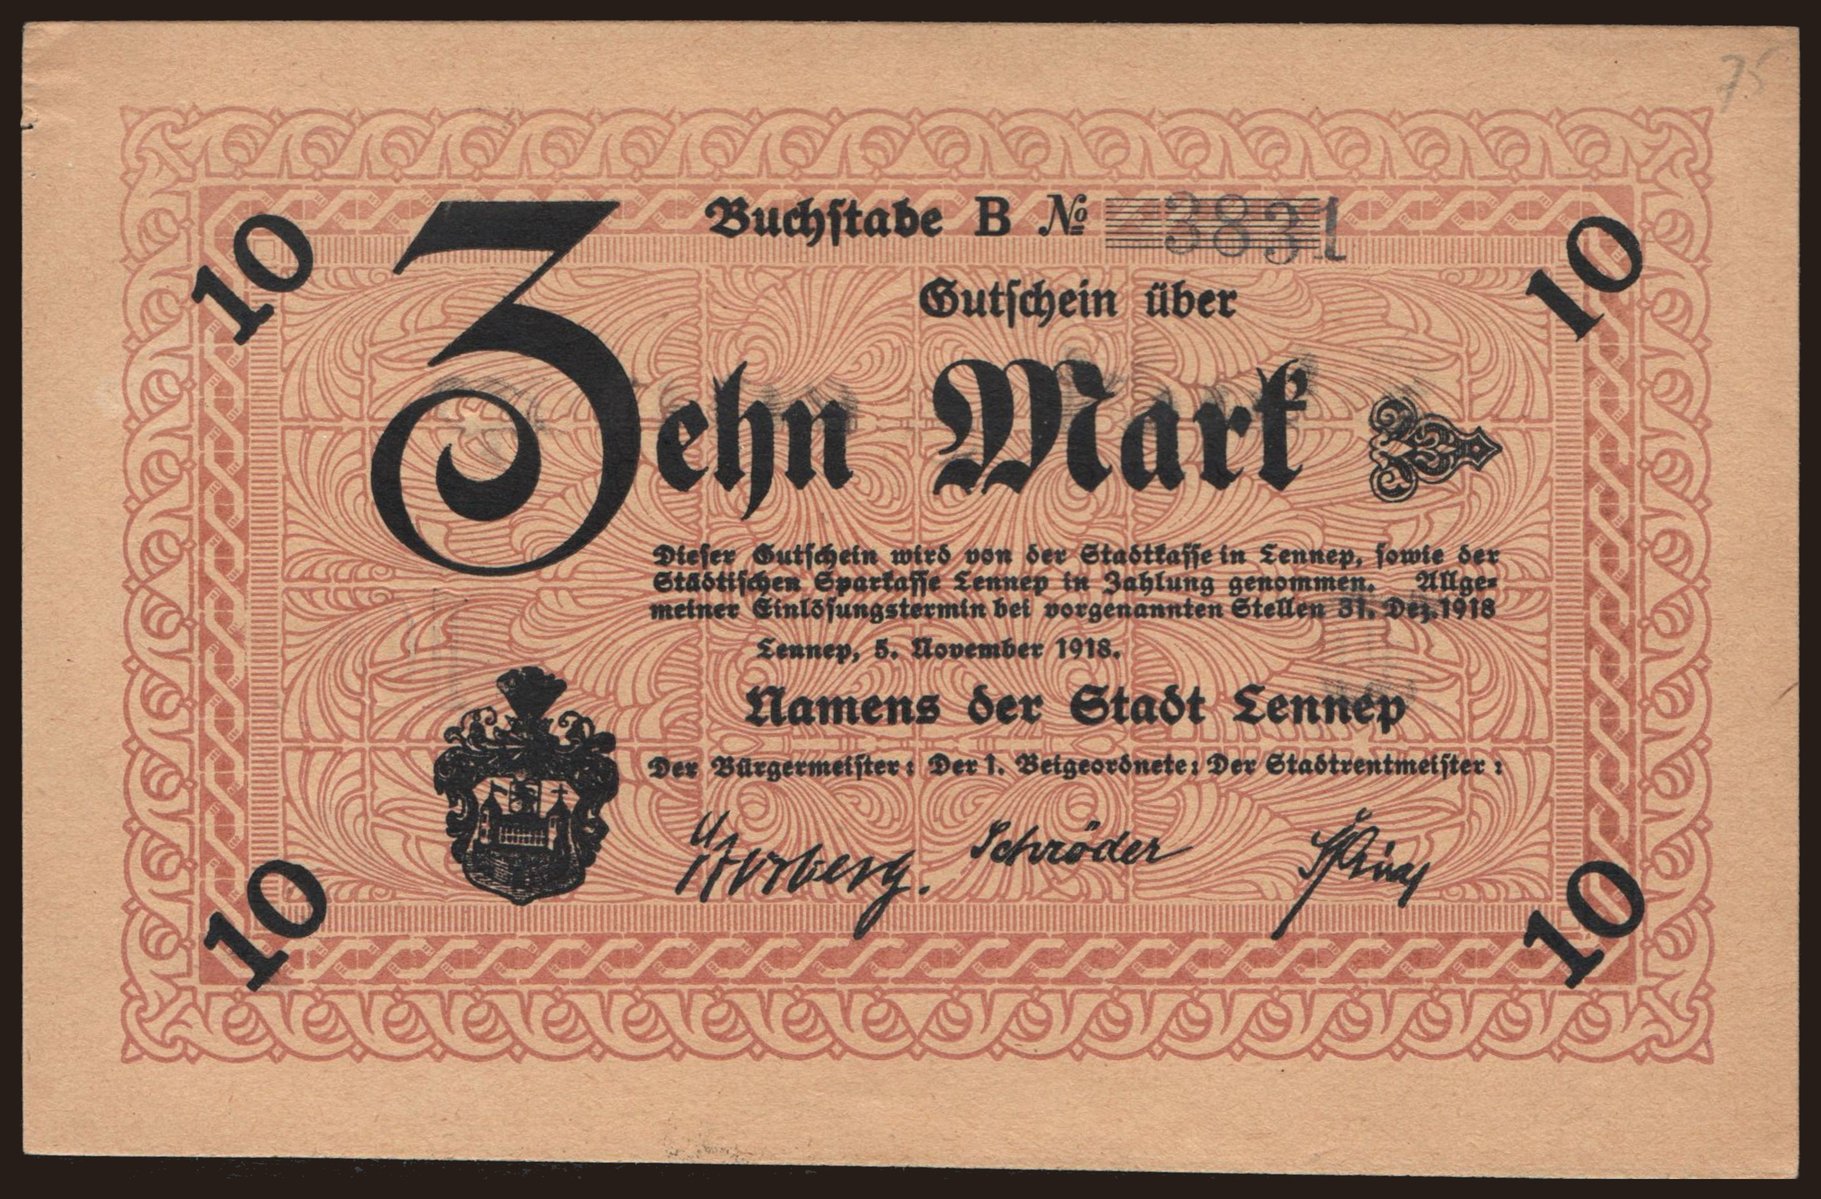 75
Buchstabe B № 3831
10
10
Gutschein über
Zehn Mark
Dieser Gutschein wird von der Stadtkasse in Lennep, sowie der
Städtischen Sparkasse Lennep in Zahlung genommen. Allge-
meiner Einlösungstermin bei vorgenannten Stellen 31. Dez. 1918
Lennep, 5. November 1918.
Namens der Stadt Lennep
Der Bürgermeister: Der 1. Beigeordnete: Der Stadtrentmeister:
Schröder
10
10